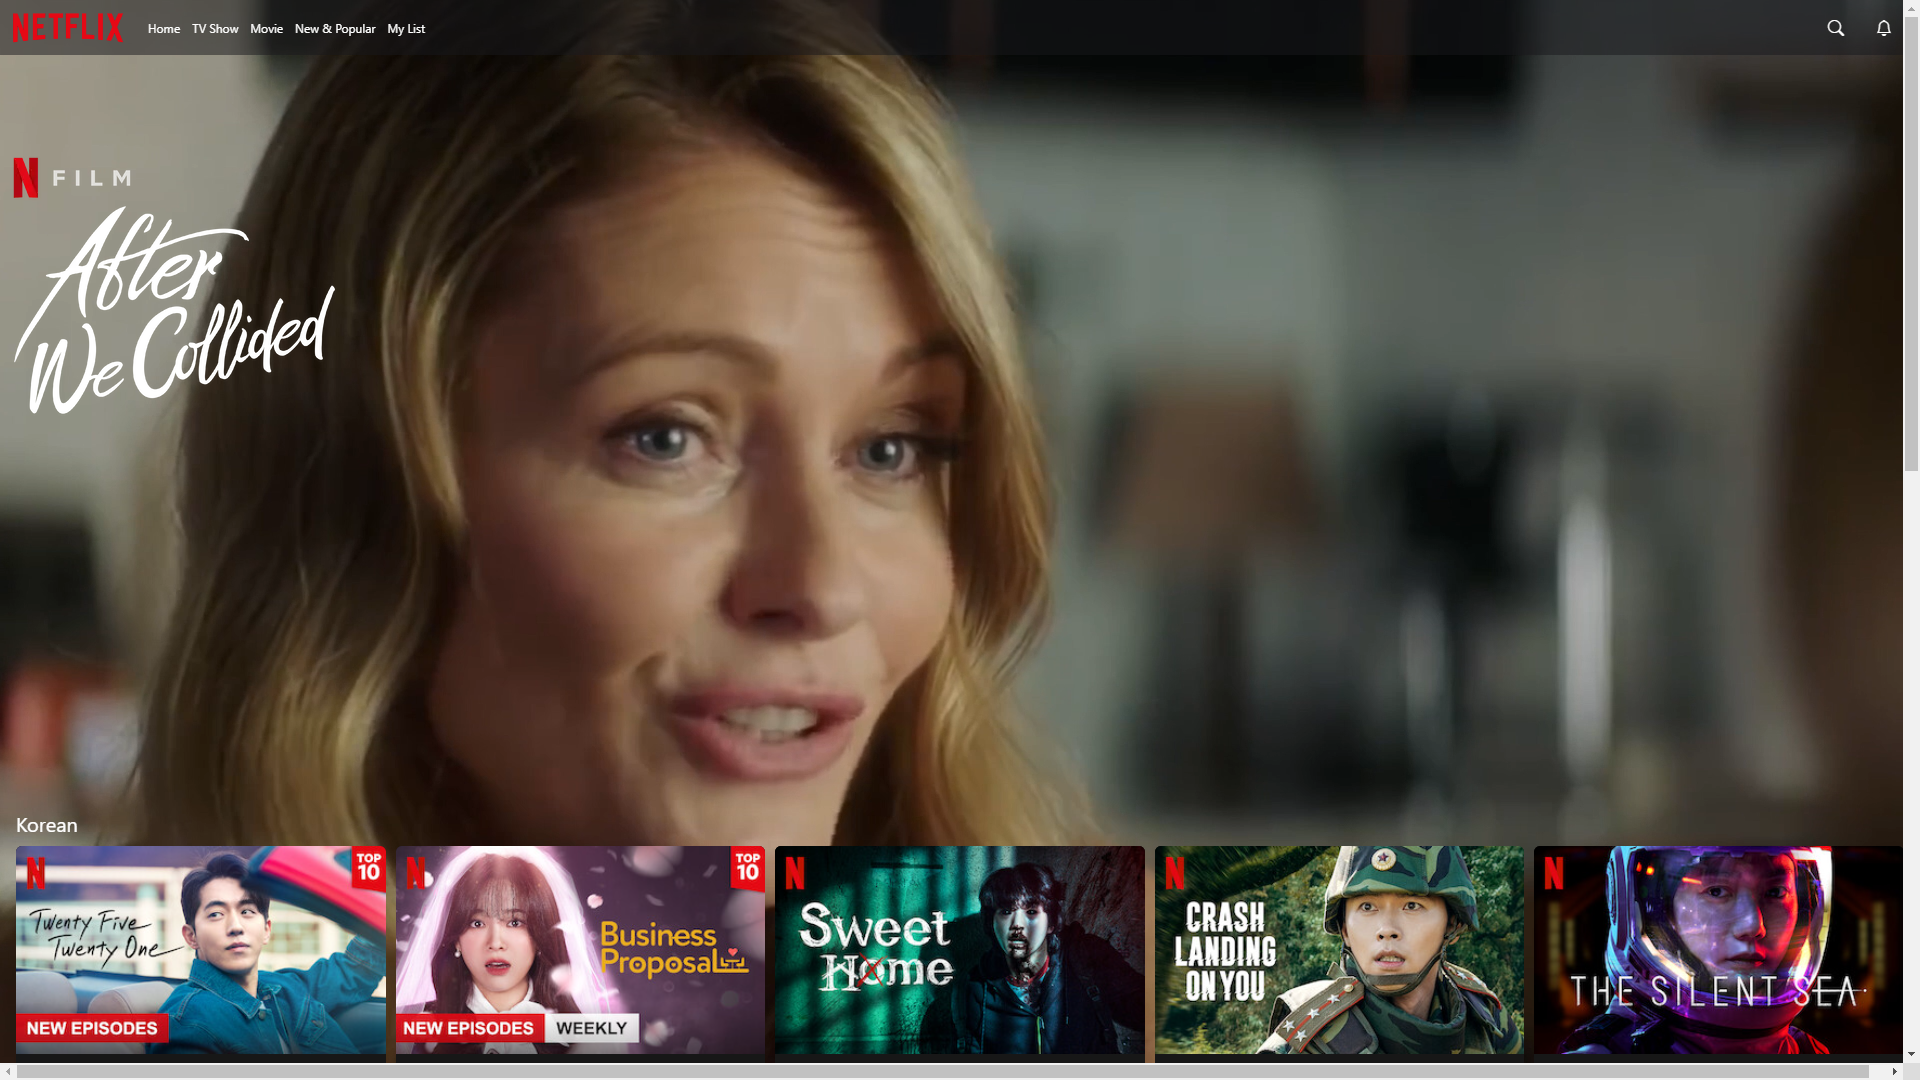 NETFLIX
Home TV Show Movie New & Popular My List
N FILM
After
We Collided
Korean
N
TOP
10
Twenty Five
Twenty One
NEW EPISODES
N
TOP
10
Business
Proposal
NEW EPISODES WEEKLY
N
Sweet
Home
N
CRASH
LANDING
ON YOU
N
THE SILENT SEA